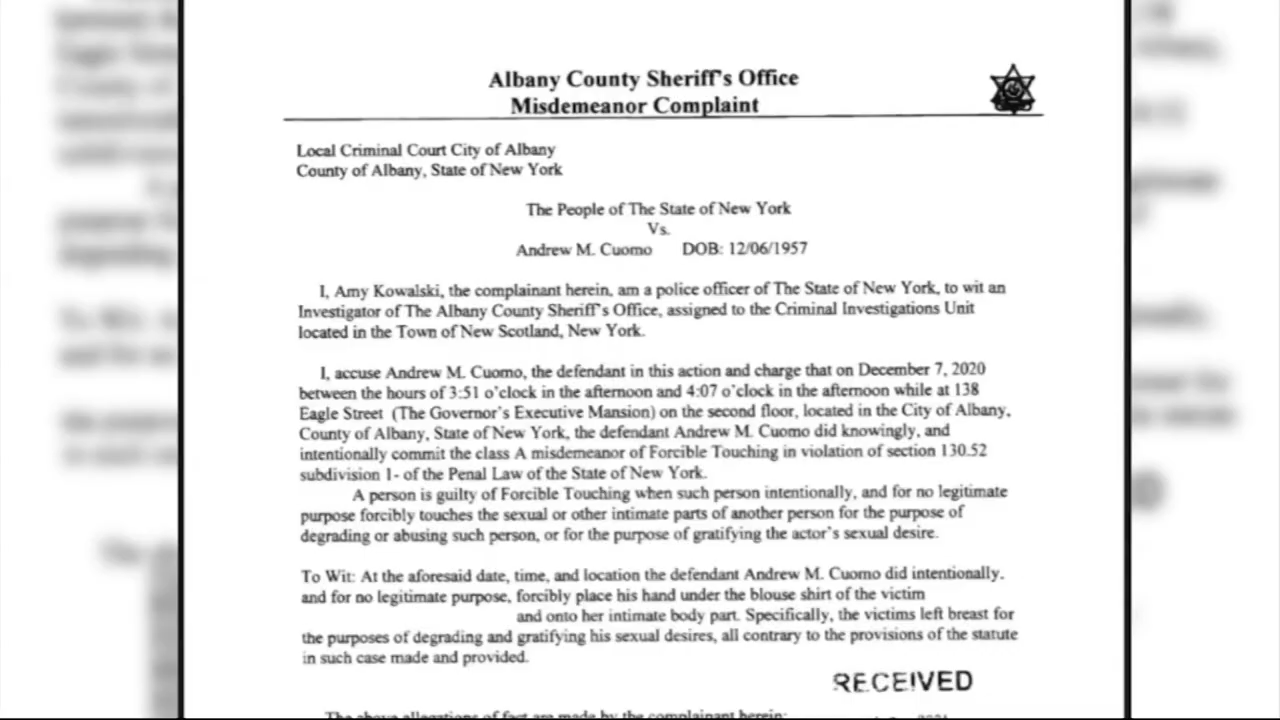 Albany County Sheriff's Office
Misdemeanor Complaint
Local Criminal Court City of Albany
County of Albany, State of New York
The People of The State of New York
Vs.
Andrew M. Cuomo DOB: 12/06/1957
I, Amy Kowalski, the complainant herein, am a police officer of The State of New York, to wit an
Investigator of The Albany County Sheriff's Office, assigned to the Criminal Investigations Unit
located in the Town of New Scotland, New York.
I, accuse Andrew M. Cuomo, the defendant in this action and charge that on December 7, 2020
between the hours of 3:51 o'clock in the afternoon and 4:07 o'clock in the afternoon while at 138
Eagle Street (The Governor's Executive Mansion) on the second floor, located in the City of Albany,
County of Albany, State of New York, the defendant Andrew M. Cuomo did knowingly, and
intentionally commit the class A misdemeanor of Forcible Touching in violation of section 130.52
subdivision 1- of the Penal Law of the State of New York.
A person is guilty of Forcible Touching when such person intentionally, and for no legitimate
purpose forcibly touches the sexual or other intimate parts of another person for the purpose of
degrading or abusing such person, or for the purpose of gratifying the actor's sexual desire.
To Wit: At the aforesaid date, time, and location the defendant Andrew M. Cuomo did intentionally.
and for no legitimate purpose, forcibly place his hand under the blouse shirt of the victim
and onto her intimate body part. Specifically, the victims left breast for
the purposes of degrading and gratifying his sexual desires, all contrary to the provisions of the statute
in such case made and provided.
RECEIVED
The above allegations of fact are made by the complainant herein: